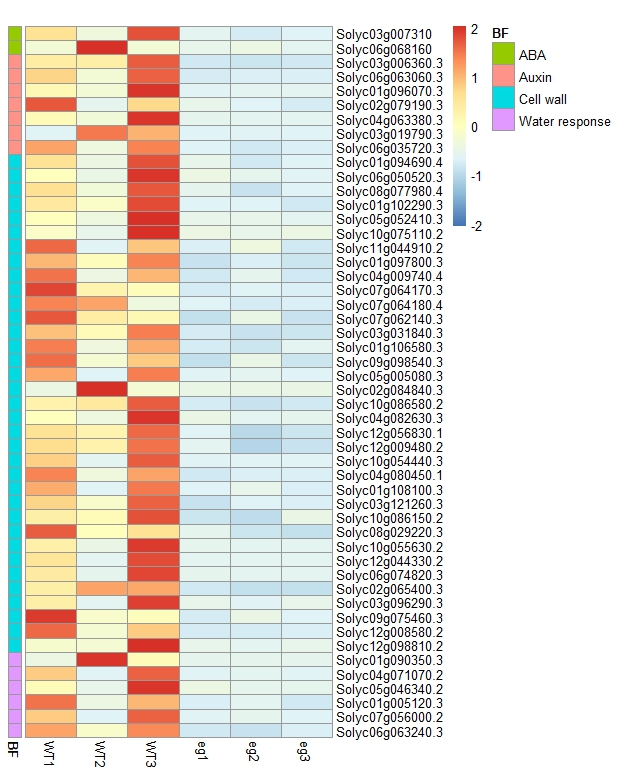 Solyc03g007310
Solyc06g068160
Solyc03g006360.3
Solyc06g063060.3
Solyc01g096070.3
Solyc02g079190.3
Solyc04g063380.3
Solyc03g019790.3
Solyc06g035720.3
Solyc01g094690.4
Solyc06g050520.3
Solyc08g077980.4
Solyc01g102290.3
Solyc05g052410.3
Solyc10g075110.2
Solyc11g044910.2
Solyc01g097800.3
Solyc04g009740.4
Solyc07g064170.3
Solyc07g064180.4
Solyc07g062140.3
Solyc03g031840.3
Solyc01g106580.3
Solyc09g098540.3
Solyc05g005080.3
Solyc02g084840.3
Solyc10g086580.2
Solyc04g082630.3
Solyc12g056830.1
Solyc12g009480.2
Solyc10g054440.3
Solyc04g080450.1
Solyc01g108100.3
Solyc03g121260.3
Solyc10g086150.2
Solyc08g029220.3
Solyc10g055630.2
Solyc12g044330.2
Solyc06g074820.3
Solyc02g065400.3
Solyc03g096290.3
Solyc09g075460.3
Solyc12g008580.2
Solyc12g098810.2
Solyc01g090350.3
Solyc04g071070.2
Solyc05g046340.2
Solyc01g005120.3
Solyc07g056000.2
Solyc06g063240.3
BF
WT1
WT2
WT3
eg1
eg2
eg3
2
1
0
-1
-2
BF
ABA
Auxin
Cell wall
Water response